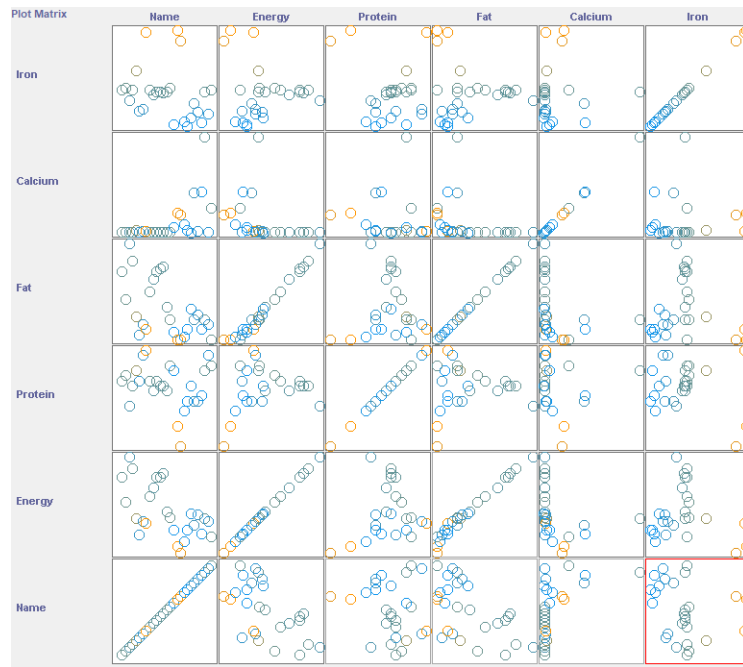 Plot Matrix
Name Energy Protein Fat Calcium Iron
Iron
Calcium
Fat
Protein
Energy
Name